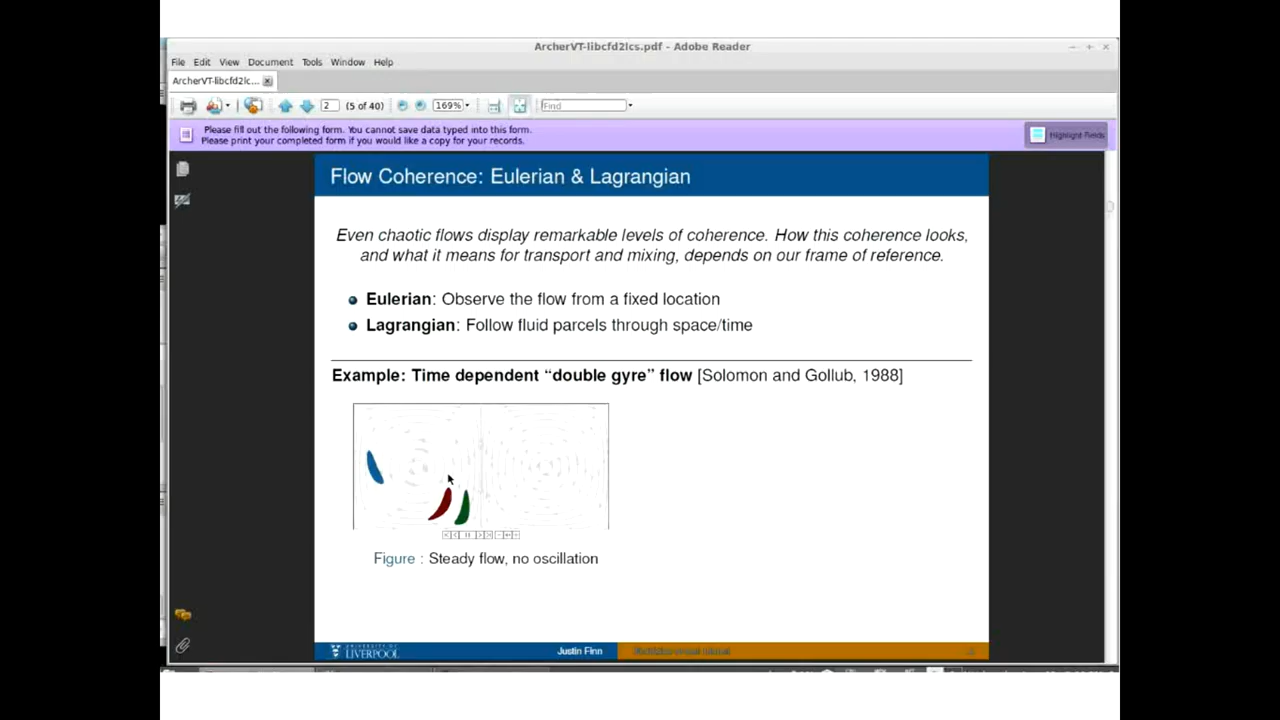 ArcherVT-libcfd2lcs.pdf - Adobe Reader
File Edit View Document Tools Window Help
ArcherVT-libcfd2lc...
2 (5 of 40) 169% Find
Please fill out the following form. You cannot save data typed into this form.
Please print your completed form if you would like a copy for your records.
Highlight Fields
Flow Coherence: Eulerian & Lagrangian
Even chaotic flows display remarkable levels of coherence. How this coherence looks,
and what it means for transport and mixing, depends on our frame of reference.
Eulerian: Observe the flow from a fixed location
Lagrangian: Follow fluid parcels through space/time
Example: Time dependent “double gyre” flow [Solomon and Gollub, 1988]
Figure : Steady flow, no oscillation
UNIVERSITY OF
LIVERPOOL
Justin Finn